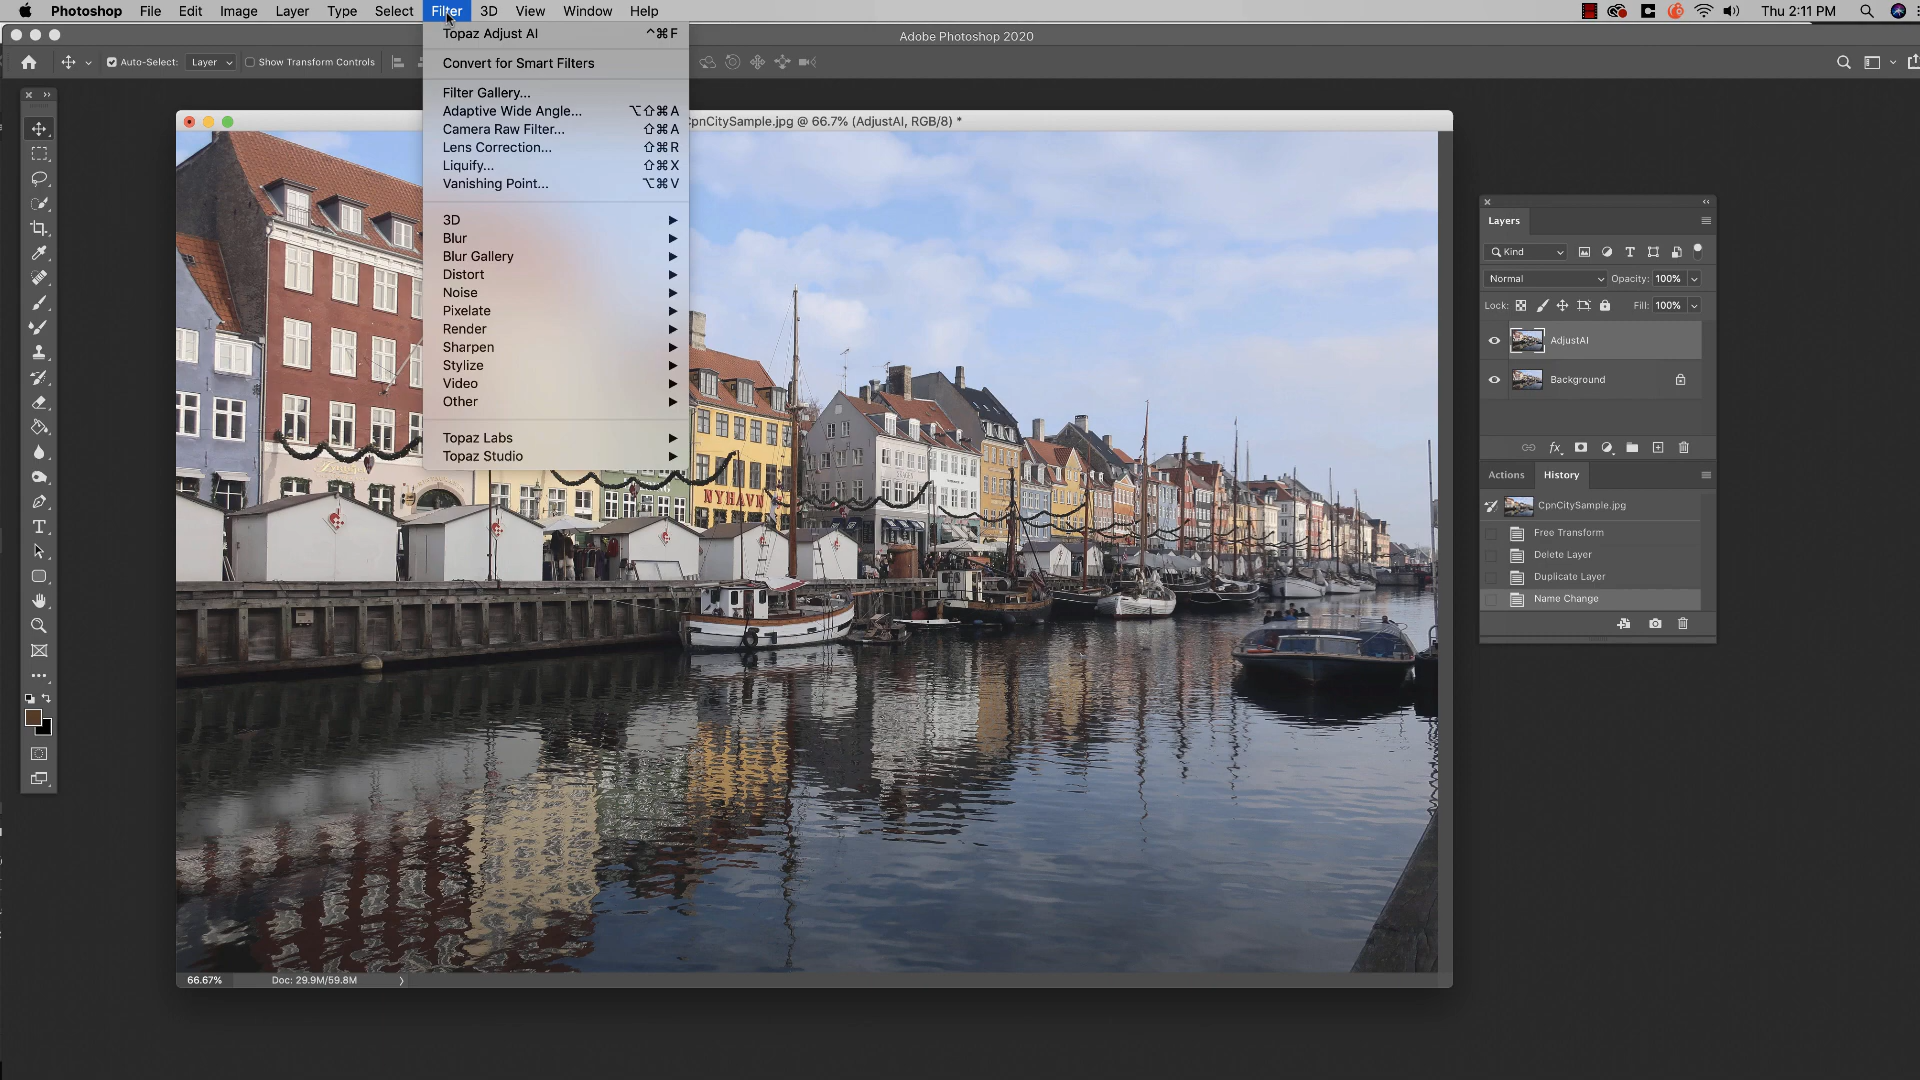 Photoshop File Edit Image Layer Type Select Filter 3D View Window Help Thu 2:11 PM
Adobe Photoshop 2020
Auto-Select: Layer Show Transform Controls
Topaz Adjust AI ^⌘F
Convert for Smart Filters
Filter Gallery...
Adaptive Wide Angle... ⌥⇧⌘A
Camera Raw Filter... ⇧⌘A
Lens Correction... ⇧⌘R
Liquify... ⇧⌘X
Vanishing Point... ⌥⌘V
3D
Blur
Blur Gallery
Distort
Noise
Pixelate
Render
Sharpen
Stylize
Video
Other
Topaz Labs
Topaz Studio
CpnCitySample.jpg @ 66.7% (AdjustAI, RGB/8) *
NYHAVN
66.67% Doc: 29.9M/59.8M
Layers
Kind
Normal Opacity: 100%
Lock: Fill: 100%
AdjustAI
Background
Actions History
CpnCitySample.jpg
Free Transform
Delete Layer
Duplicate Layer
Name Change